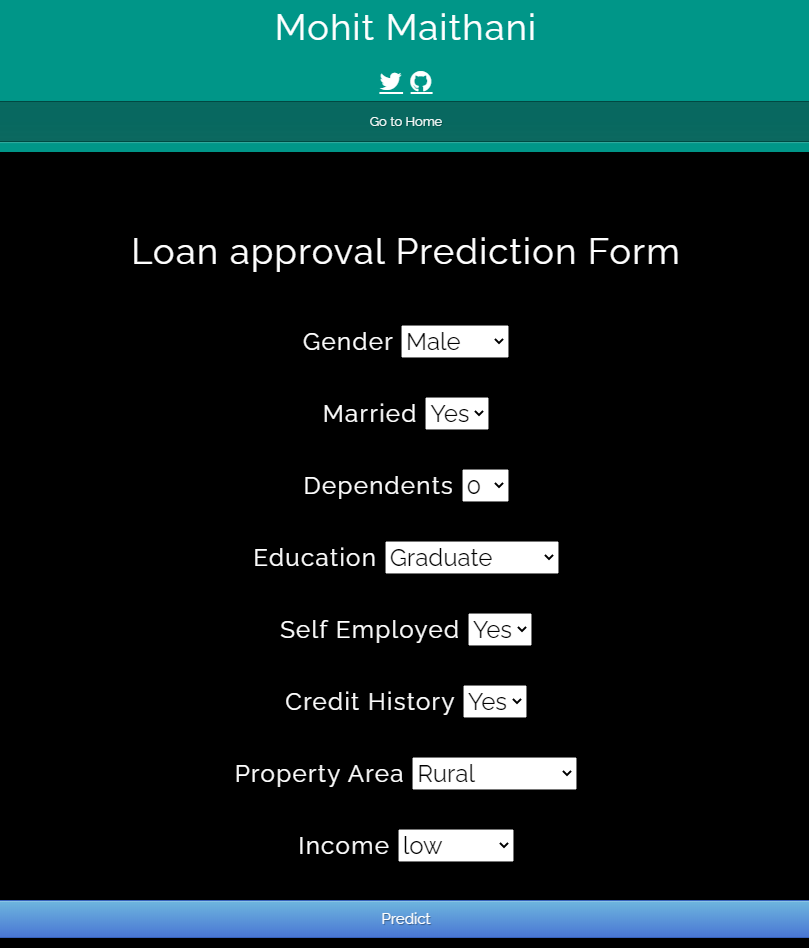 Mohit Maithani
Go to Home
Loan approval Prediction Form
Gender Male
Married Yes
Dependents 0
Education Graduate
Self Employed Yes
Credit History Yes
Property Area Rural
Income low
Predict